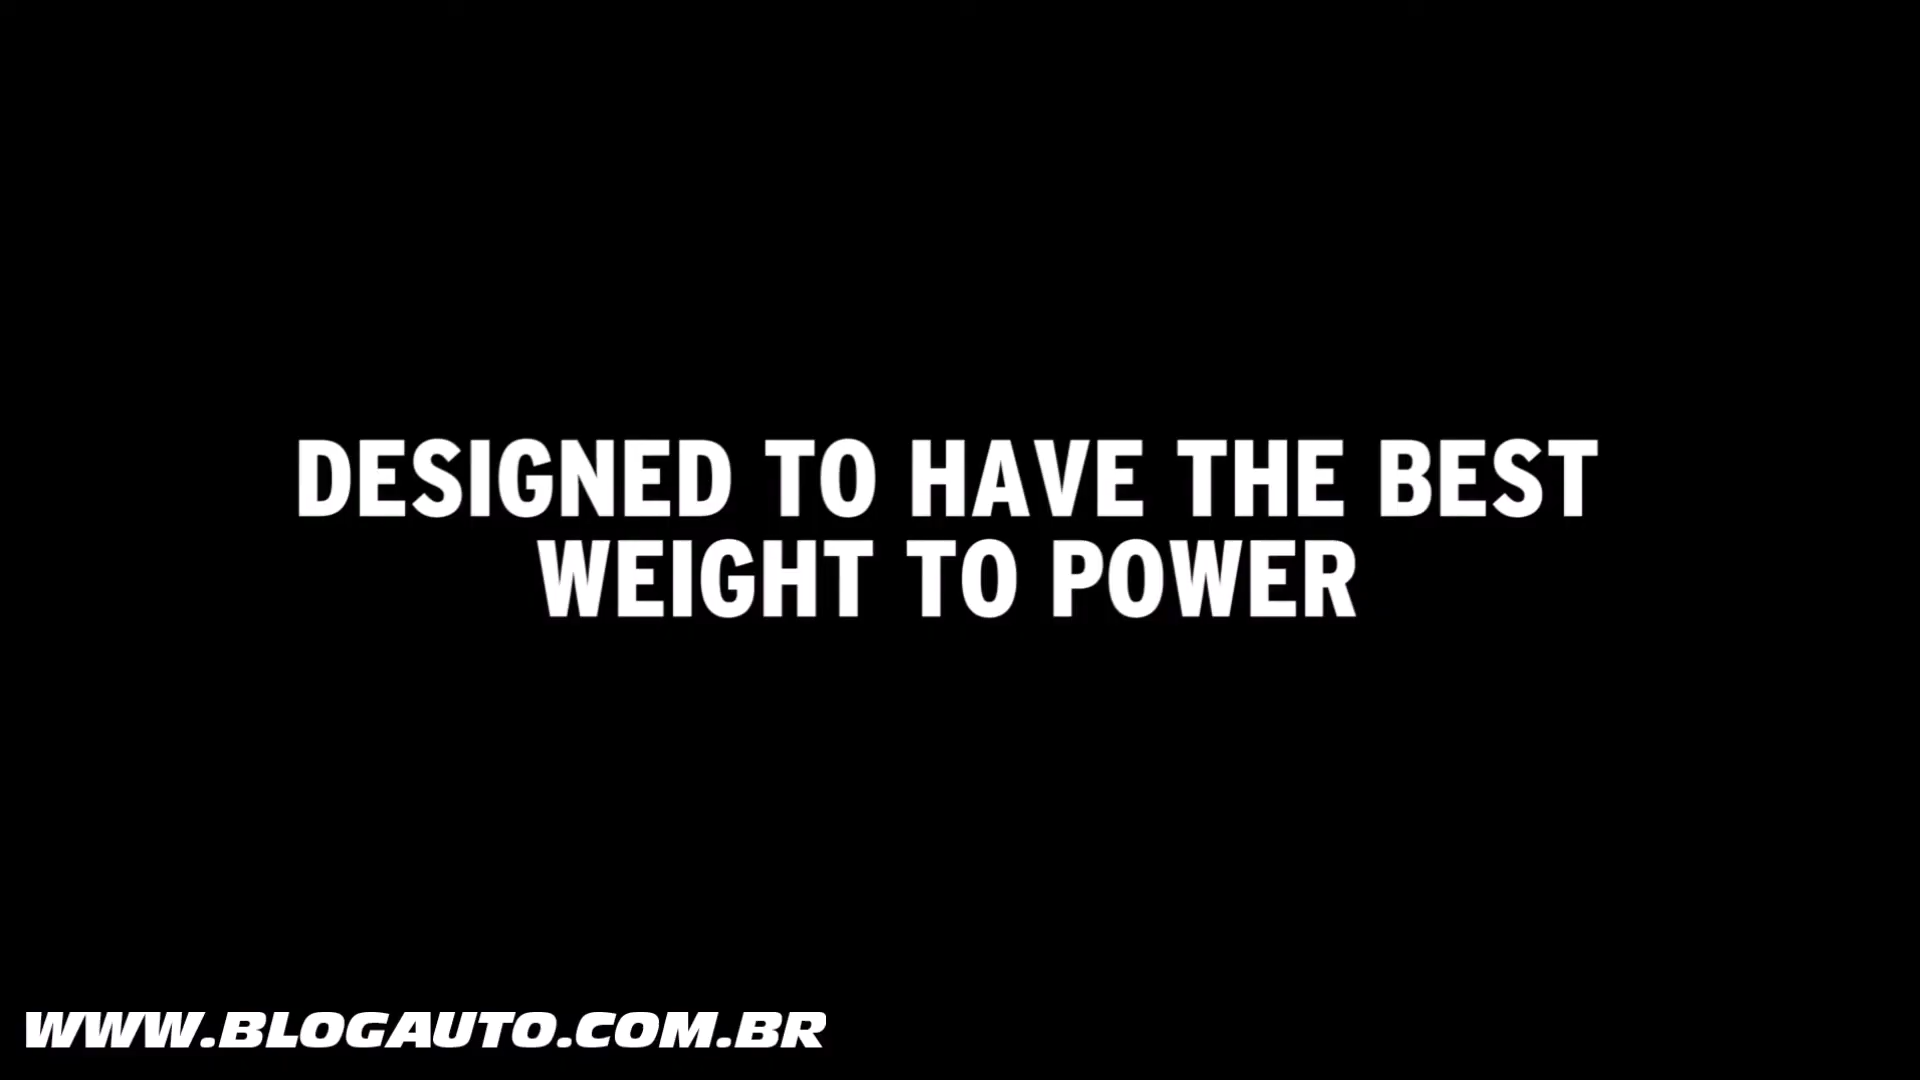 DESIGNED TO HAVE THE BEST
WEIGHT TO POWER
WWW.BLOGAUTO.COM.BR